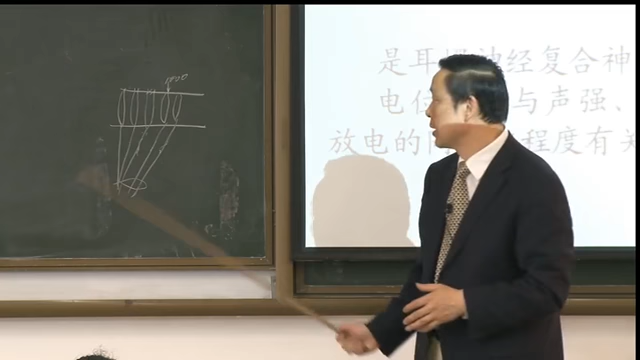 是耳蜗神经复合神
电位 与声强、
放电的同 程度有关